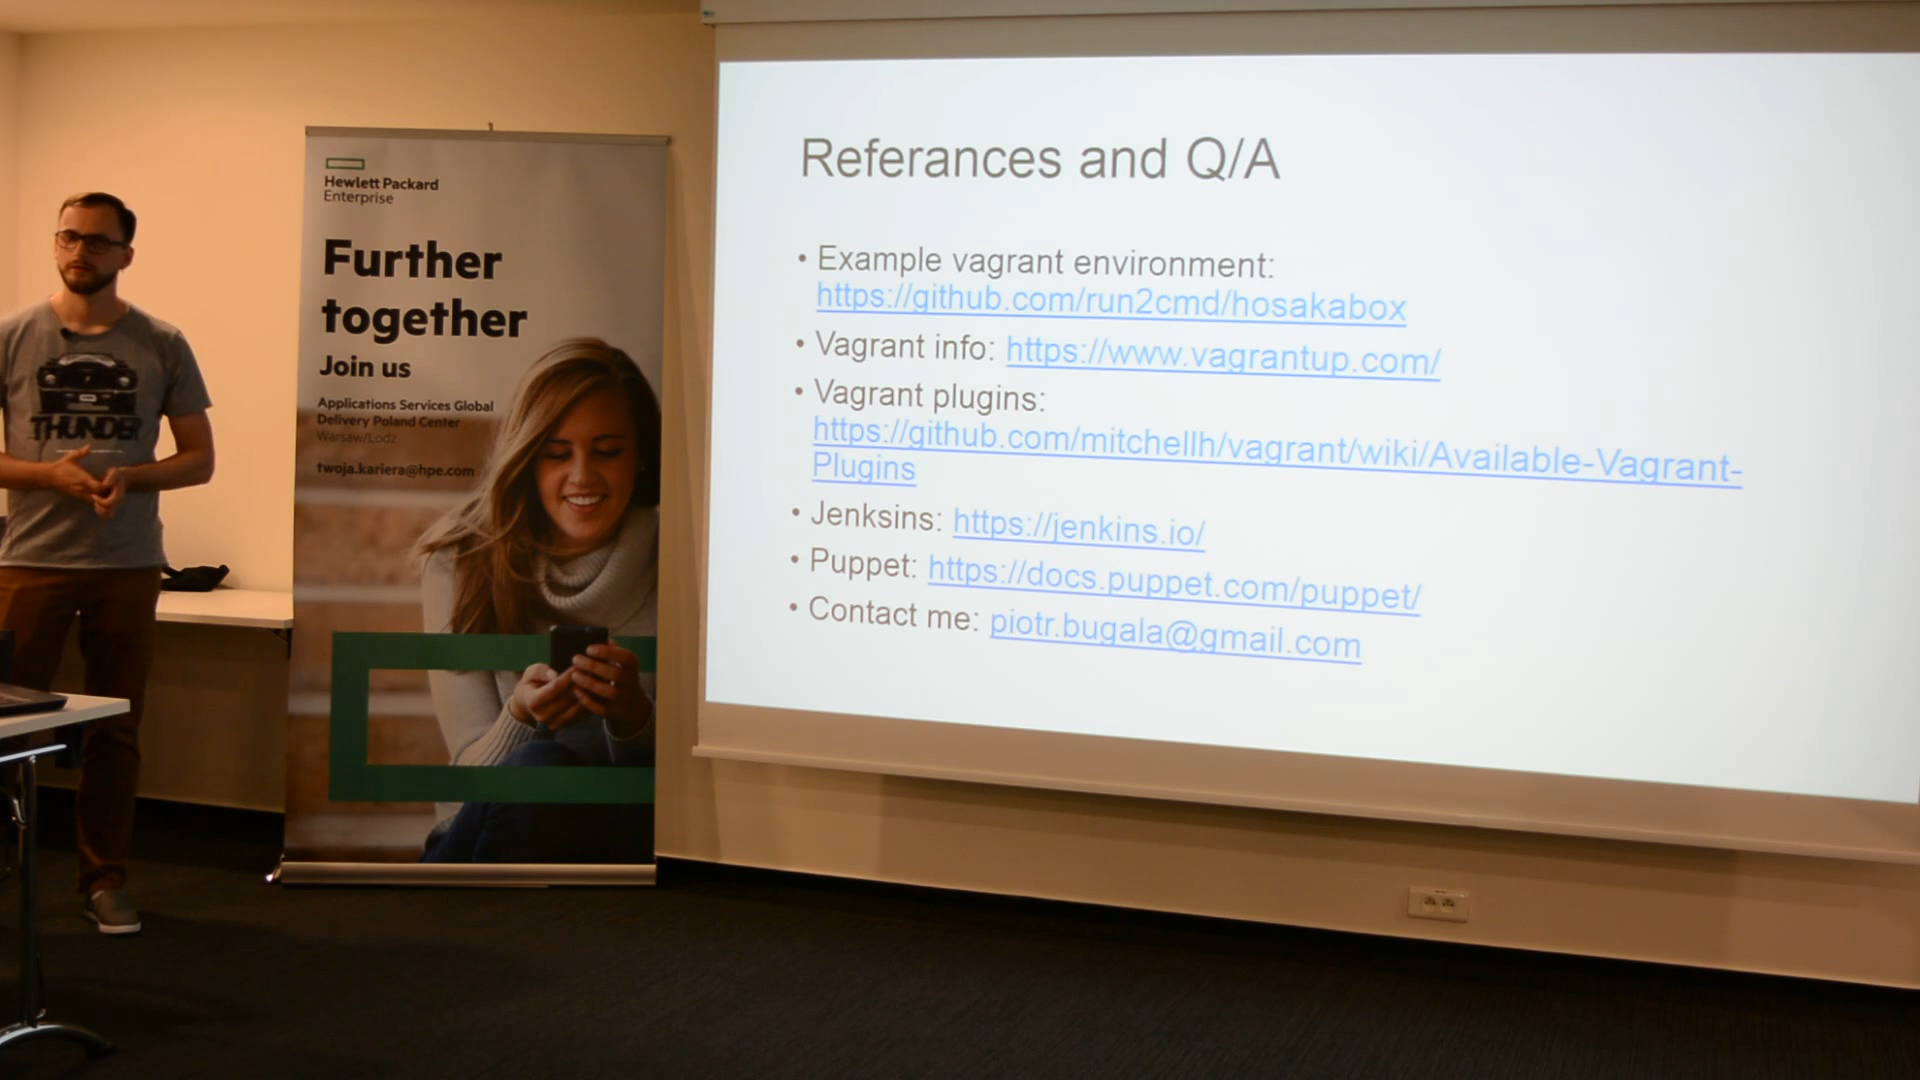 Hewlett Packard
Enterprise
Further
together
Join us
Applications Services Global
Delivery Poland Center
Warsaw/Lodz
twoja.kariera@hpe.com
THUNDER
Referances and Q/A
• Example vagrant environment:
https://github.com/run2cmd/hosakabox
• Vagrant info: https://www.vagrantup.com/
• Vagrant plugins:
https://github.com/mitchellh/vagrant/wiki/Available-Vagrant-
Plugins
• Jenksins: https://jenkins.io/
• Puppet: https://docs.puppet.com/puppet/
• Contact me: piotr.bugala@gmail.com